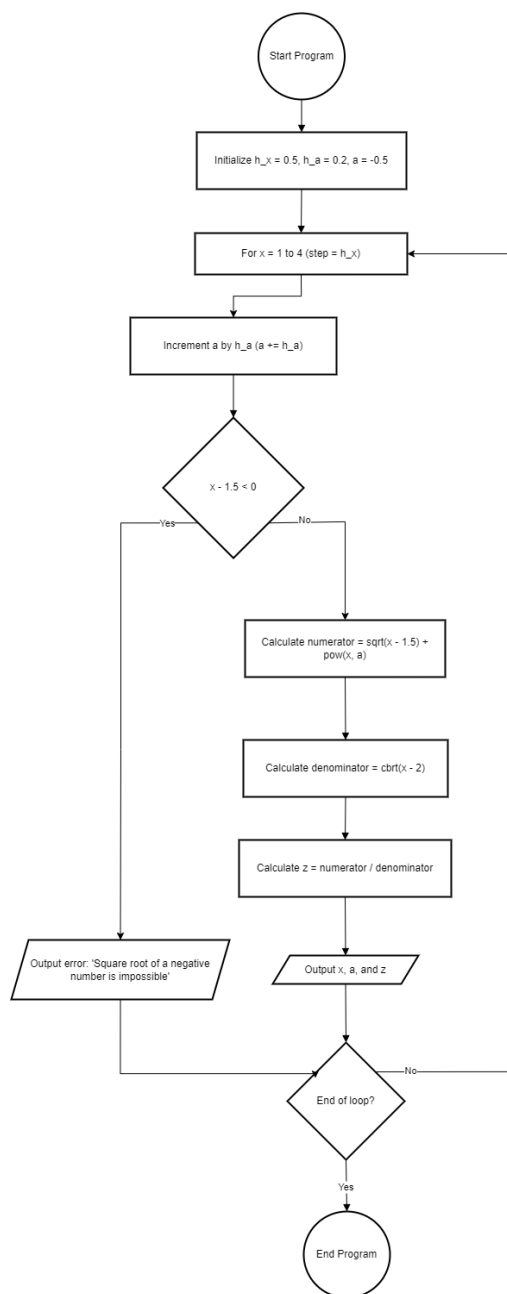 Start Program
Initialize h_x = 0.5, h_a = 0.2, a = -0.5
For x = 1 to 4 (step = h_x)
Increment a by h_a (a += h_a)
x - 1.5 < 0
Yes
No
Calculate numerator = sqrt(x - 1.5) +
pow(x, a)
Calculate denominator = cbrt(x - 2)
Calculate z = numerator / denominator
Output error: 'Square root of a negative
number is impossible'
Output x, a, and z
End of loop?
No
Yes
End Program